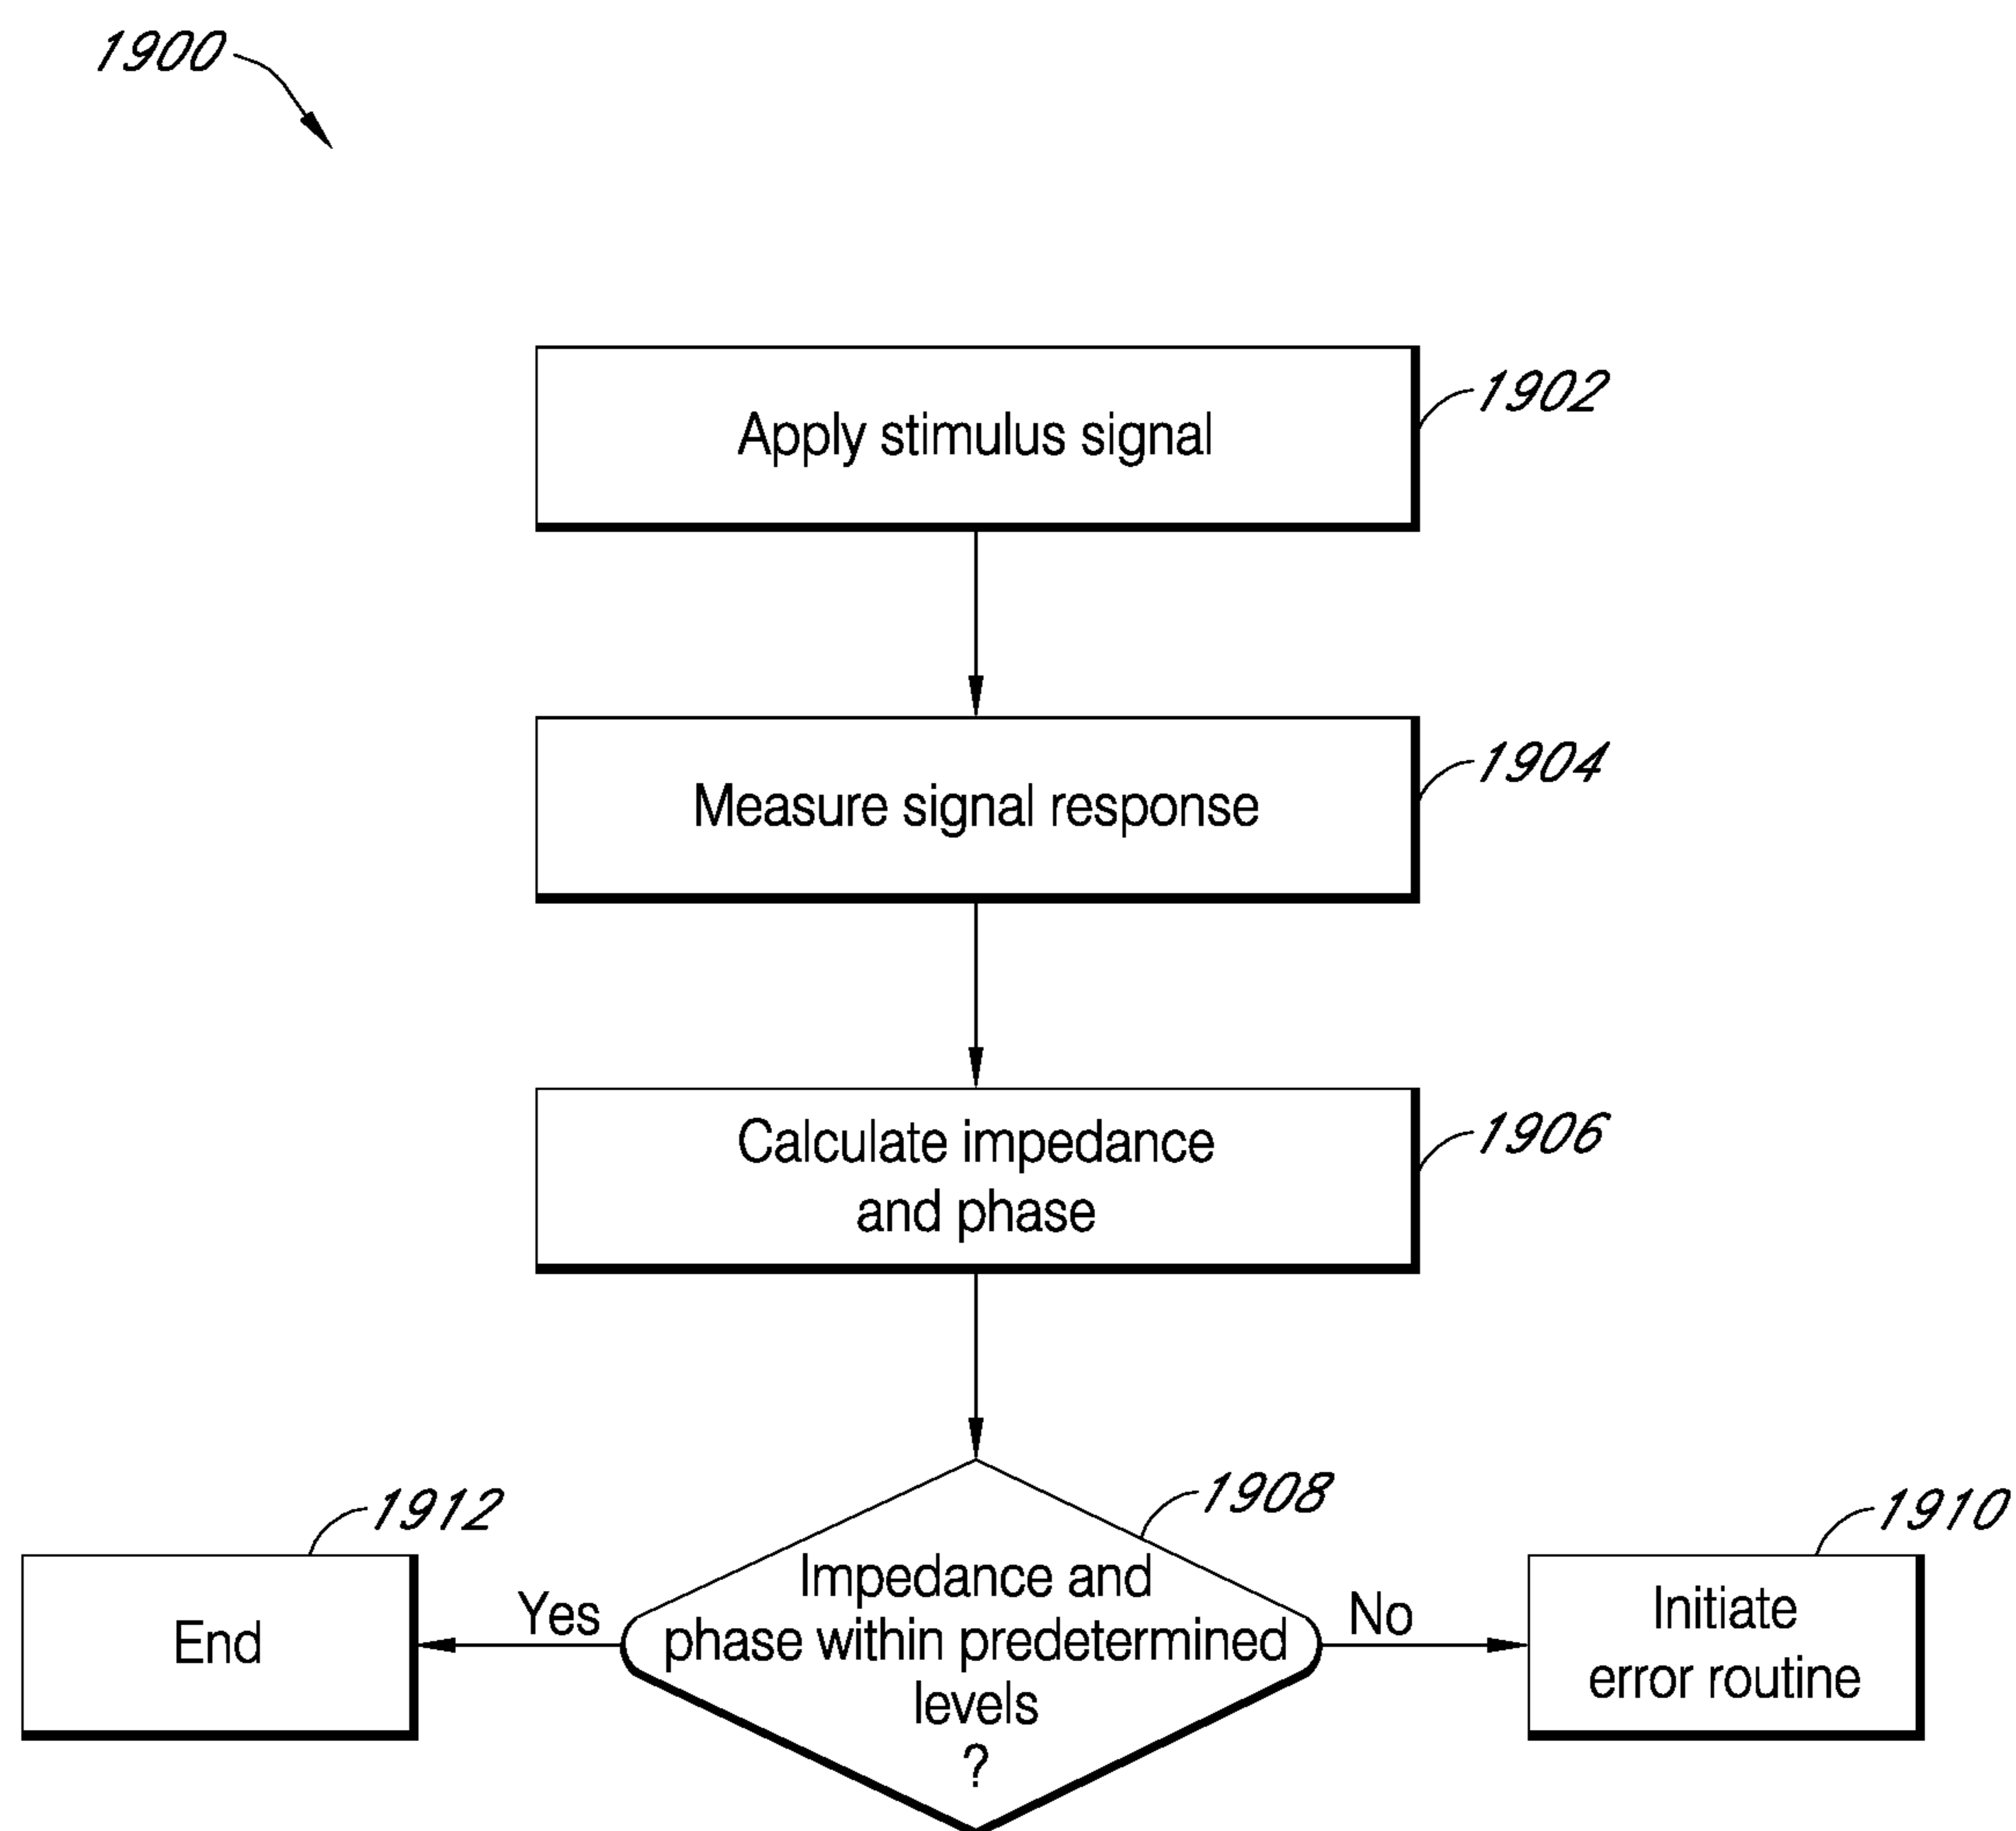 1900
Apply stimulus signal
1902
Measure signal response
1904
Calculate impedance
and phase
1906
1912
End
Yes
1908
Impedance and
phase within predetermined
levels
?
No
1910
Initiate
error routine